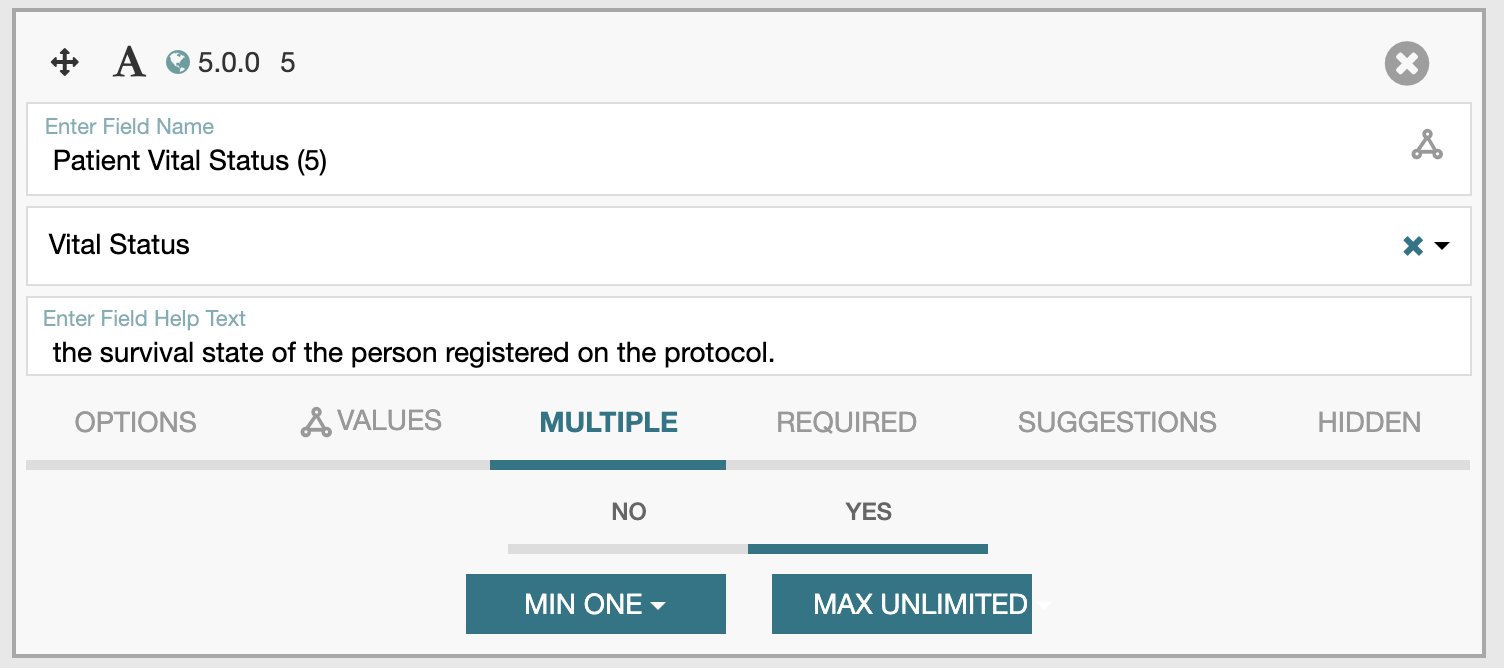 A 5.0.0 5
Enter Field Name
Patient Vital Status (5)
Vital Status
Enter Field Help Text
the survival state of the person registered on the protocol.
OPTIONS VALUES MULTIPLE REQUIRED SUGGESTIONS HIDDEN
NO YES
MIN ONE MAX UNLIMITED